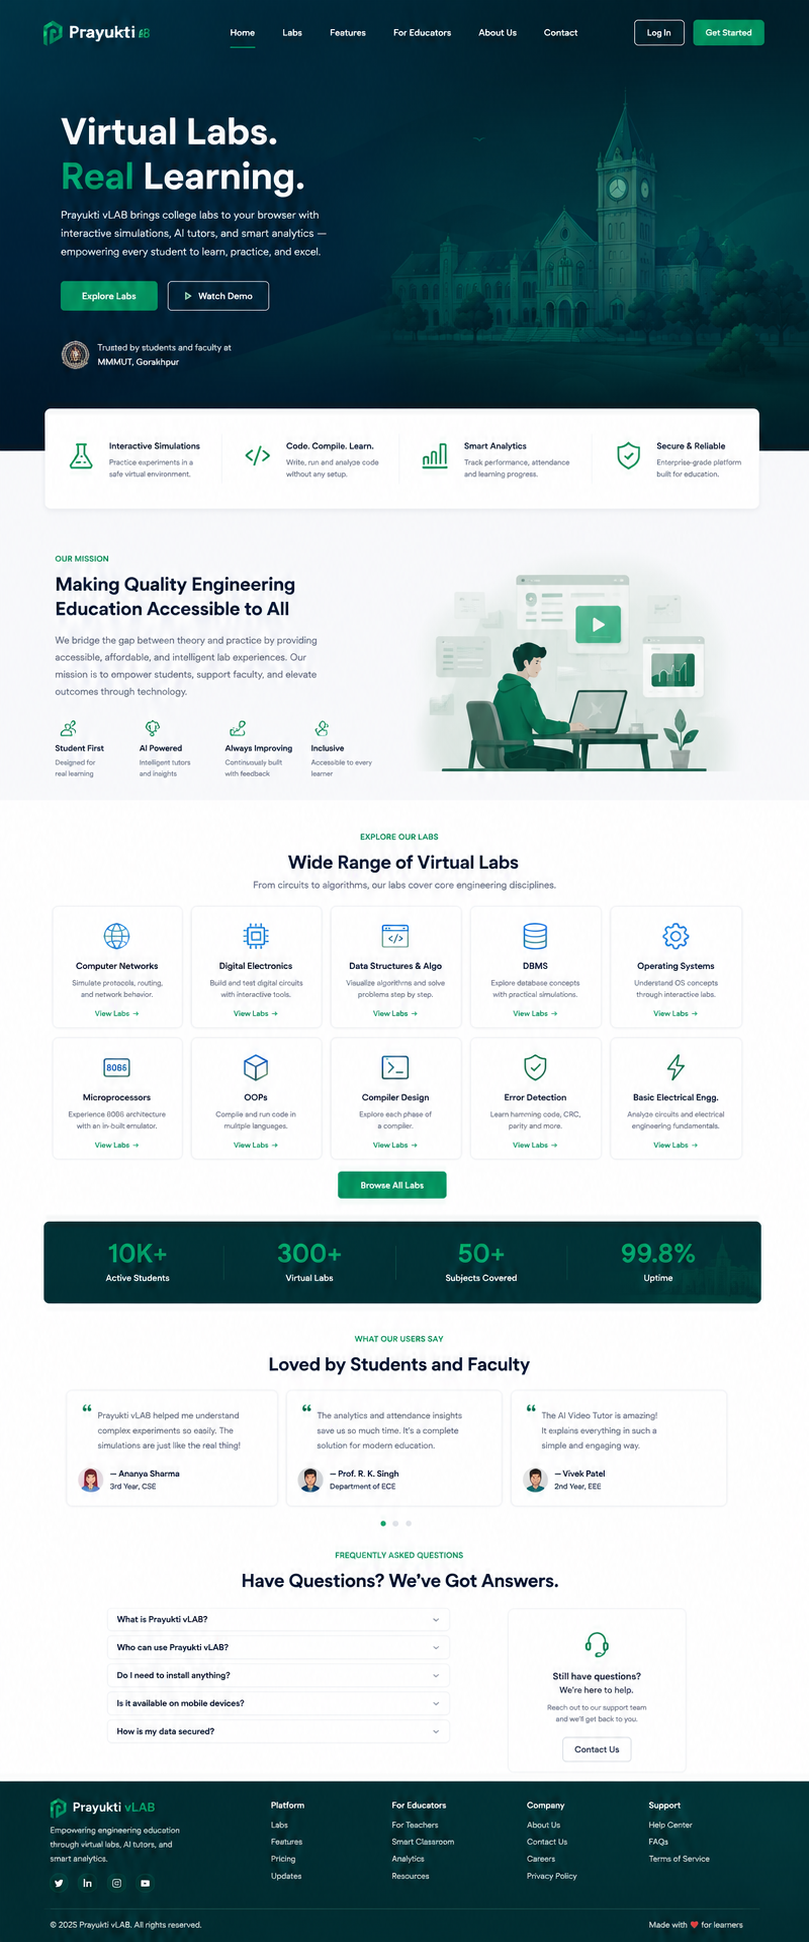 Prayukti
Home
Labs
Features
For Educators
About Us
Contact
Log In
Get Started
Virtual Labs.
Real Learning.
Prayukti vLAB brings college labs to your browser with
interactive simulations, AI tutors, and smart analytics —
empowering every student to learn, practice, and excel.
Explore Labs
Watch Demo
Trusted by students and faculty at
MMMUT, Gorakhpur
Interactive Simulations
Practice experiments in a
safe virtual environment.
Code. Compile. Learn.
Write, run and analyze code
without any setup.
Smart Analytics
Track performance, attendance
and learning progress.
Secure & Reliable
Enterprise-grade platform
built for education.
OUR MISSION
Making Quality Engineering
Education Accessible to All
We bridge the gap between theory and practice by providing
accessible, affordable, and intelligent lab experiences. Our
mission is to empower students, support faculty, and elevate
outcomes through technology.
Student First
Designed for
real learning
AI Powered
Intelligent tutors
and insights
Always Improving
Continuously built
with feedback
Inclusive
Accessible to every
learner
EXPLORE OUR LABS
Wide Range of Virtual Labs
From circuits to algorithms, our labs cover core engineering disciplines.
Computer Networks
Simulate protocols, routing,
and network behavior.
View Labs →
Digital Electronics
Build and test digital circuits
with interactive tools.
View Labs →
Data Structures & Algo
Visualize algorithms and solve
problems step by step.
View Labs →
DBMS
Explore database concepts
with practical simulations.
View Labs →
Operating Systems
Understand OS concepts
through interactive labs.
View Labs →
8086
Microprocessors
Experience 8086 architecture
with an in-built emulator.
View Labs →
OOPs
Compile and run code in
multiple languages.
View Labs →
Compiler Design
Explore each phase of
a compiler.
View Labs →
Error Detection
Learn hamming code, CRC,
parity and more.
View Labs →
Basic Electrical Engg.
Analyze circuits and electrical
engineering fundamentals.
View Labs →
Browse All Labs
10K+
Active Students
300+
Virtual Labs
50+
Subjects Covered
99.8%
Uptime
WHAT OUR USERS SAY
Loved by Students and Faculty
“ Prayukti vLAB helped me understand
complex experiments so easily. The
simulations are just like the real thing!
— Ananya Sharma
3rd Year, CSE
“ The analytics and attendance insights
save us so much time. It's a complete
solution for modern education.
— Prof. R. K. Singh
Department of ECE
“ The AI Video Tutor is amazing!
It explains everything in such a
simple and engaging way.
— Vivek Patel
2nd Year, EEE
FREQUENTLY ASKED QUESTIONS
Have Questions? We've Got Answers.
What is Prayukti vLAB?
Who can use Prayukti vLAB?
Do I need to install anything?
Is it available on mobile devices?
How is my data secured?
Still have questions?
We're here to help.
Reach out to our support team
and we'll get back to you.
Contact Us
Prayukti vLAB
Empowering engineering education
through virtual labs, AI tutors, and
smart analytics.
Platform
Labs
Features
Pricing
Updates
For Educators
For Teachers
Smart Classroom
Analytics
Resources
Company
About Us
Contact Us
Careers
Privacy Policy
Support
Help Center
FAQs
Terms of Service
© 2025 Prayukti vLAB. All rights reserved.
Made with ❤ for learners